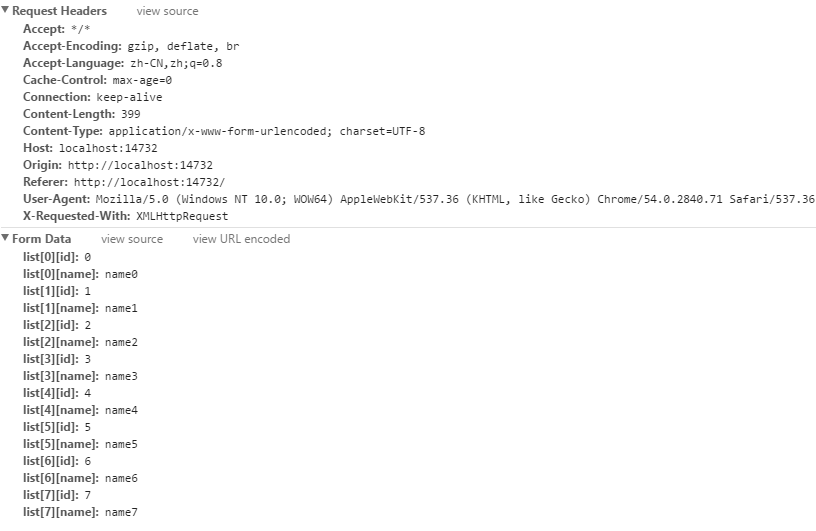 Request Headers view source
Accept: */*
Accept-Encoding: gzip, deflate, br
Accept-Language: zh-CN,zh;q=0.8
Cache-Control: max-age=0
Connection: keep-alive
Content-Length: 399
Content-Type: application/x-www-form-urlencoded; charset=UTF-8
Host: localhost:14732
Origin: http://localhost:14732
Referer: http://localhost:14732/
User-Agent: Mozilla/5.0 (Windows NT 10.0; WOW64) AppleWebKit/537.36 (KHTML, like Gecko) Chrome/54.0.2840.71 Safari/537.36
X-Requested-With: XMLHttpRequest
Form Data view source view URL encoded
list[0][id]: 0
list[0][name]: name0
list[1][id]: 1
list[1][name]: name1
list[2][id]: 2
list[2][name]: name2
list[3][id]: 3
list[3][name]: name3
list[4][id]: 4
list[4][name]: name4
list[5][id]: 5
list[5][name]: name5
list[6][id]: 6
list[6][name]: name6
list[7][id]: 7
list[7][name]: name7